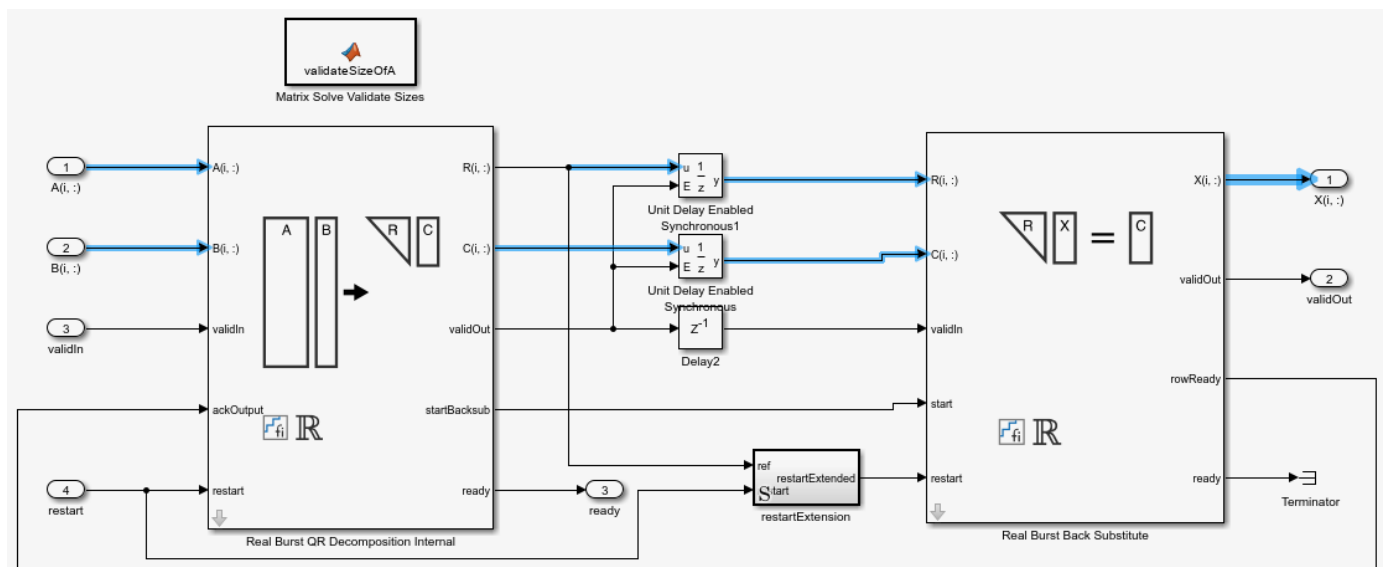 validateSizeOfA
Matrix Solve Validate Sizes
1
A(i, :)
2
B(i, :)
3
validIn
4
restart
A(i, :)
B(i, :)
validIn
ackOutput
restart
A
B
R
C
fi ℝ
R(i, :)
C(i, :)
validOut
startBacksub
ready
Real Burst QR Decomposition Internal
u
E
1
z
y
Unit Delay Enabled
Synchronous1
u
E
1
z
y
Unit Delay Enabled
Synchronous
Z-1
Delay2
3
ready
ref
restartExtended
Start
restartExtension
R(i, :)
C(i, :)
validIn
start
restart
R
X
=
C
fi ℝ
X(i, :)
validOut
rowReady
ready
Real Burst Back Substitute
1
X(i, :)
2
validOut
Terminator